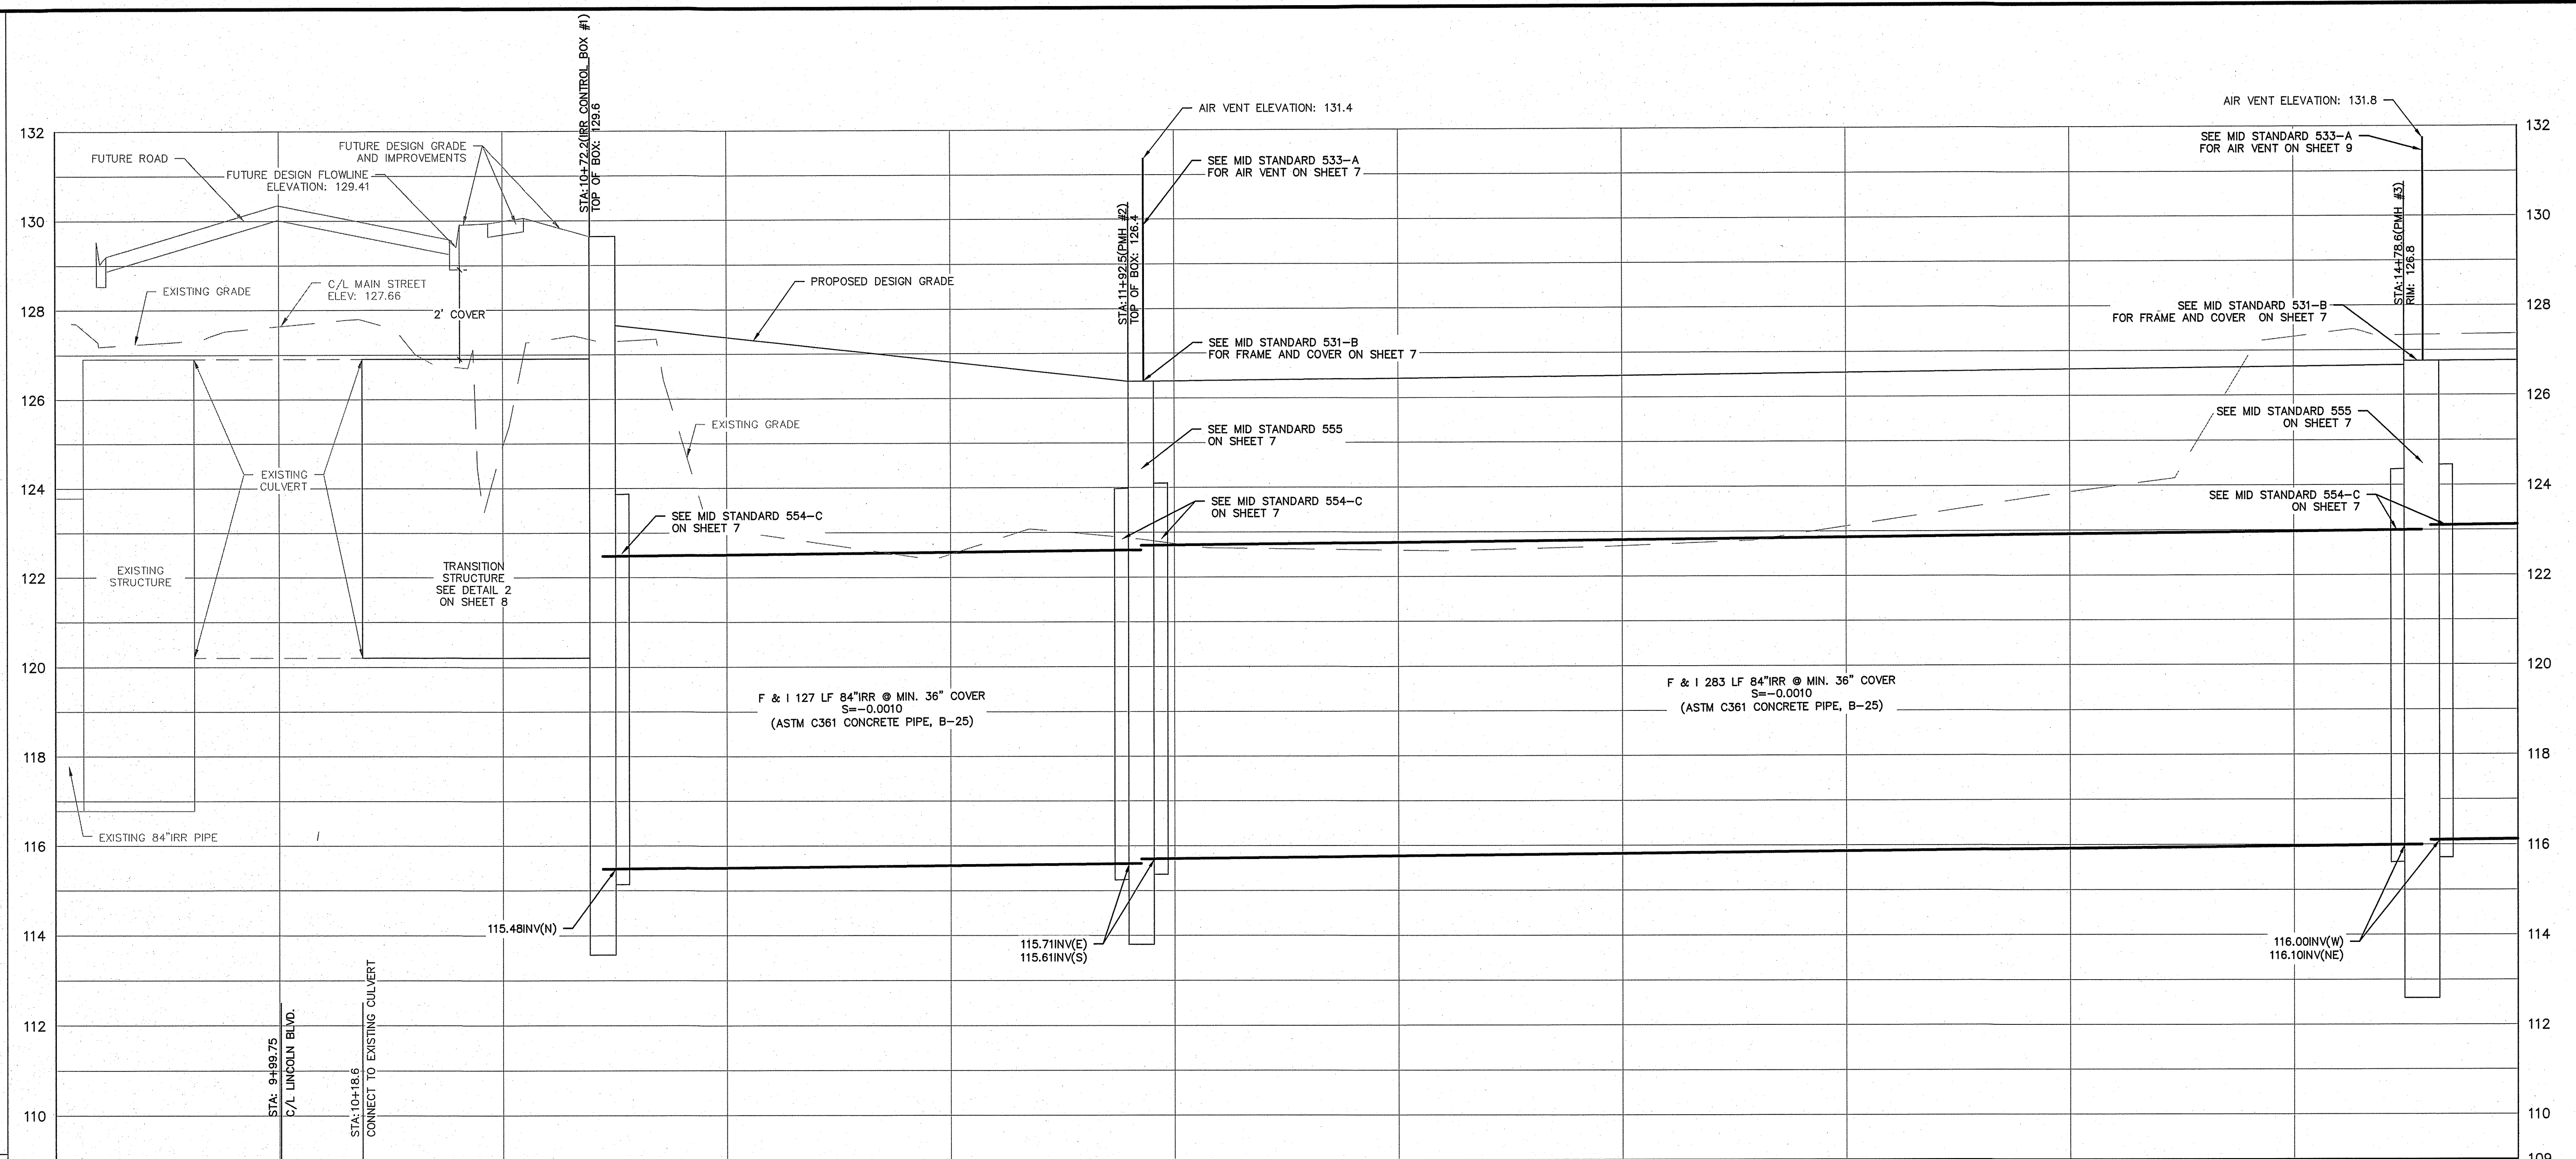 STA:10+72.2(IRR CONTROL BOX #1)
TOP OF BOX: 129.6
AIR VENT ELEVATION: 131.4
AIR VENT ELEVATION: 131.8
132
132
FUTURE ROAD
FUTURE DESIGN GRADE
AND IMPROVEMENTS
FUTURE DESIGN FLOWLINE
ELEVATION: 129.41
SEE MID STANDARD 533-A
FOR AIR VENT ON SHEET 7
SEE MID STANDARD 533-A
FOR AIR VENT ON SHEET 9
130
130
STA:11+92.5(PMH #2)
TOP OF BOX: 126.4
STA:14+78.6(PMH #3)
RIM: 126.8
EXISTING GRADE
C/L MAIN STREET
ELEV: 127.66
2' COVER
PROPOSED DESIGN GRADE
128
128
SEE MID STANDARD 531-B
FOR FRAME AND COVER ON SHEET 7
SEE MID STANDARD 531-B
FOR FRAME AND COVER ON SHEET 7
126
126
EXISTING GRADE
SEE MID STANDARD 555
ON SHEET 7
SEE MID STANDARD 555
ON SHEET 7
EXISTING
CULVERT
124
124
SEE MID STANDARD 554-C
ON SHEET 7
SEE MID STANDARD 554-C
ON SHEET 7
SEE MID STANDARD 554-C
ON SHEET 7
122
122
EXISTING
STRUCTURE
TRANSITION
STRUCTURE
SEE DETAIL 2
ON SHEET 8
120
120
F & I 127 LF 84"IRR @ MIN. 36" COVER
S=-0.0010
(ASTM C361 CONCRETE PIPE, B-25)
F & I 283 LF 84"IRR @ MIN. 36" COVER
S=-0.0010
(ASTM C361 CONCRETE PIPE, B-25)
118
118
EXISTING 84"IRR PIPE
116
116
115.48INV(N)
115.71INV(E)
115.61INV(S)
116.00INV(W)
116.10INV(NE)
114
114
112
112
STA: 9+99.75
C/L LINCOLN BLVD.
STA:10+18.6
CONNECT TO EXISTING CULVERT
110
110
109